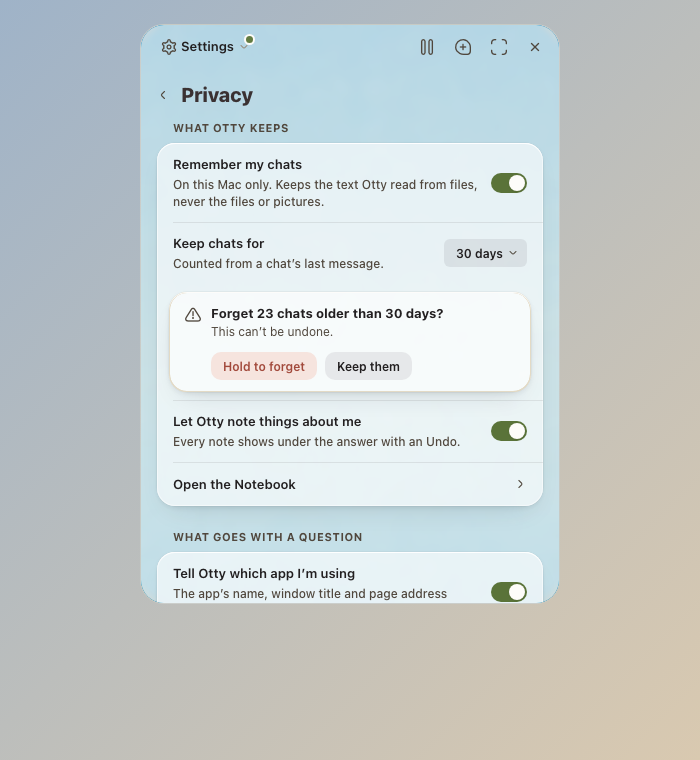 Settings
Privacy
WHAT OTTY KEEPS
Remember my chats
On this Mac only. Keeps the text Otty read from files,
never the files or pictures.
Keep chats for
30 days
Counted from a chat’s last message.
Forget 23 chats older than 30 days?
This can’t be undone.
Hold to forget
Keep them
Let Otty note things about me
Every note shows under the answer with an Undo.
Open the Notebook
WHAT GOES WITH A QUESTION
Tell Otty which app I’m using
The app’s name, window title and page address